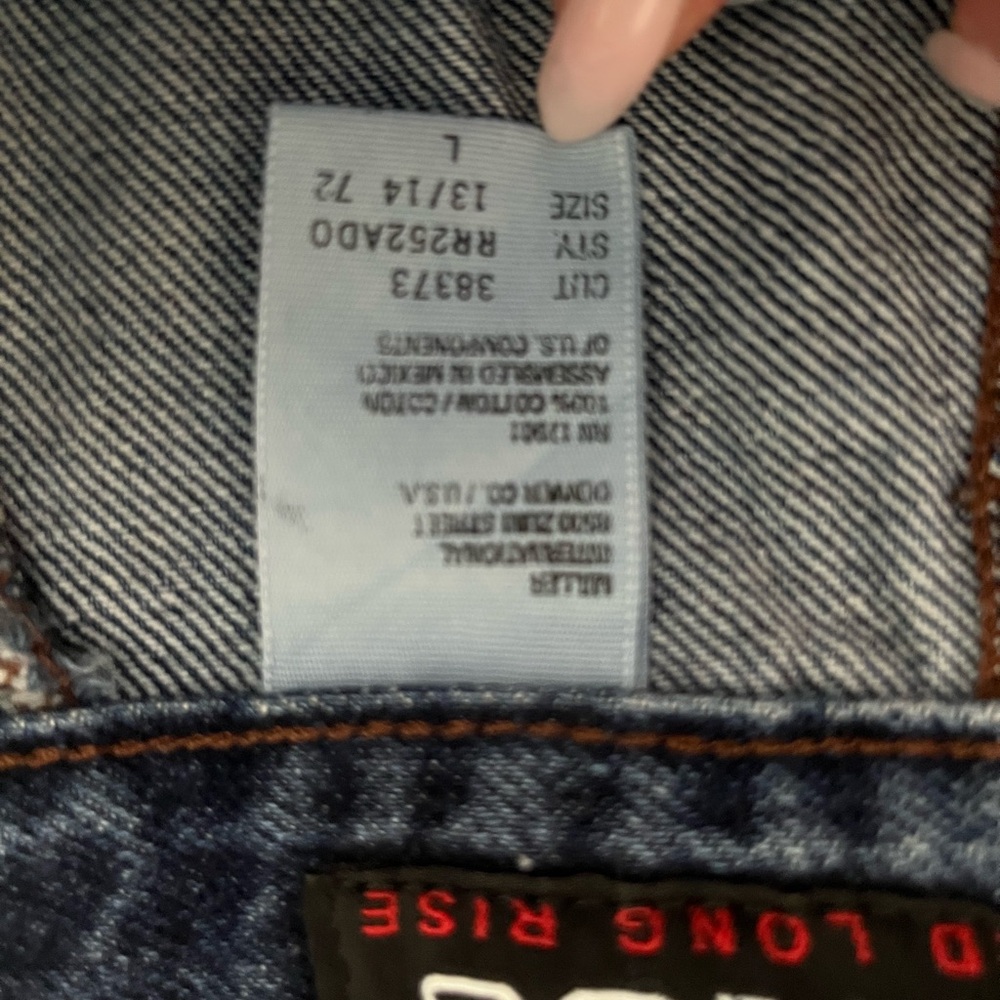 MILLER
INTERNATIONAL
8500 ZUNI STREET
DENVER CO. / U.S.A.
RN 17961
100% COTTON / COTON
ASSEMBLED IN MEXICO
OF U.S. COMPONENTS
CUT 38373
STY. RR252ADO
SIZE 13/14 72
L
D LONG RISE